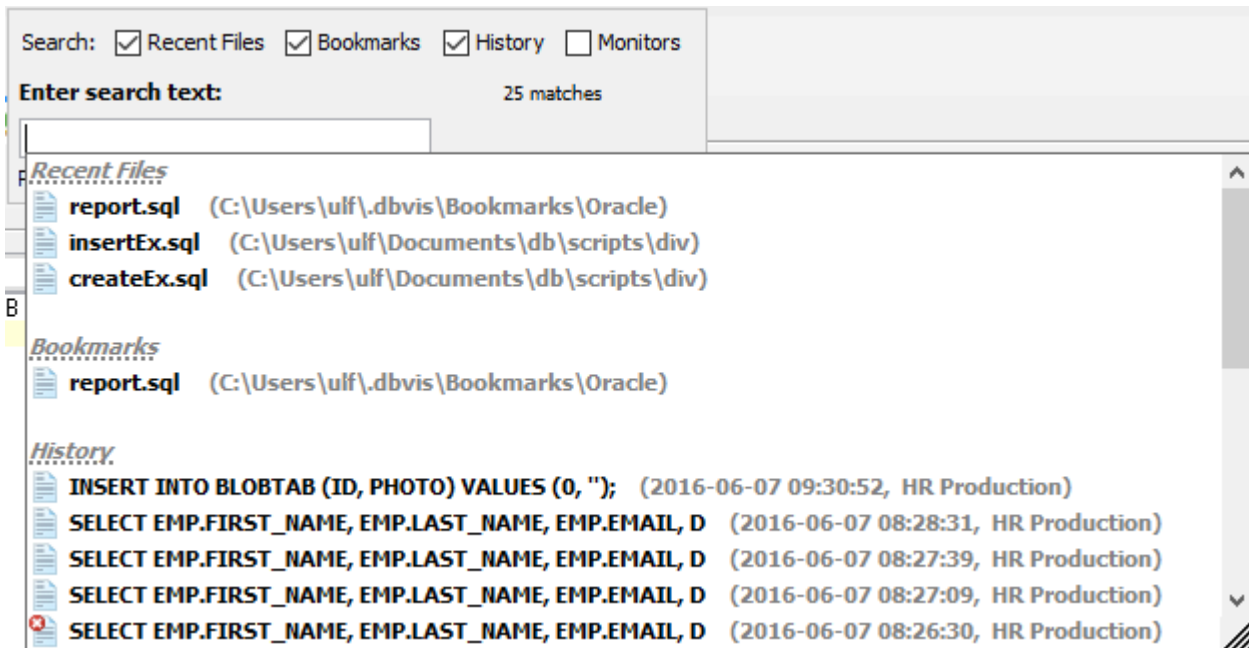 Search: Recent Files Bookmarks History Monitors
Enter search text: 25 matches
Recent Files
report.sql (C:\Users\ulf\.dbvis\Bookmarks\Oracle)
insertEx.sql (C:\Users\ulf\Documents\db\scripts\div)
createEx.sql (C:\Users\ulf\Documents\db\scripts\div)
B
Bookmarks
report.sql (C:\Users\ulf\.dbvis\Bookmarks\Oracle)
History
INSERT INTO BLOBTAB (ID, PHOTO) VALUES (0, ''); (2016-06-07 09:30:52, HR Production)
SELECT EMP.FIRST_NAME, EMP.LAST_NAME, EMP.EMAIL, D (2016-06-07 08:28:31, HR Production)
SELECT EMP.FIRST_NAME, EMP.LAST_NAME, EMP.EMAIL, D (2016-06-07 08:27:39, HR Production)
SELECT EMP.FIRST_NAME, EMP.LAST_NAME, EMP.EMAIL, D (2016-06-07 08:27:09, HR Production)
SELECT EMP.FIRST_NAME, EMP.LAST_NAME, EMP.EMAIL, D (2016-06-07 08:26:30, HR Production)